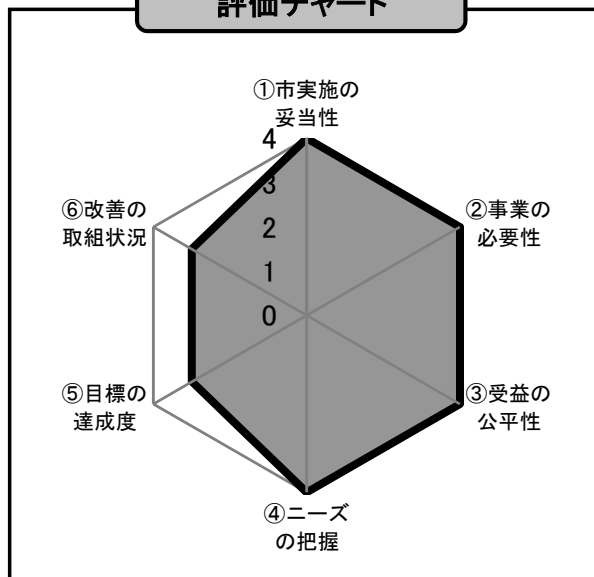 評価チャート
①市実施の
妥当性
4
3
2
1
0
②事業の
必要性
③受益の
公平性
④ニーズ
の把握
⑤目標の
達成度
⑥改善の
取組状況